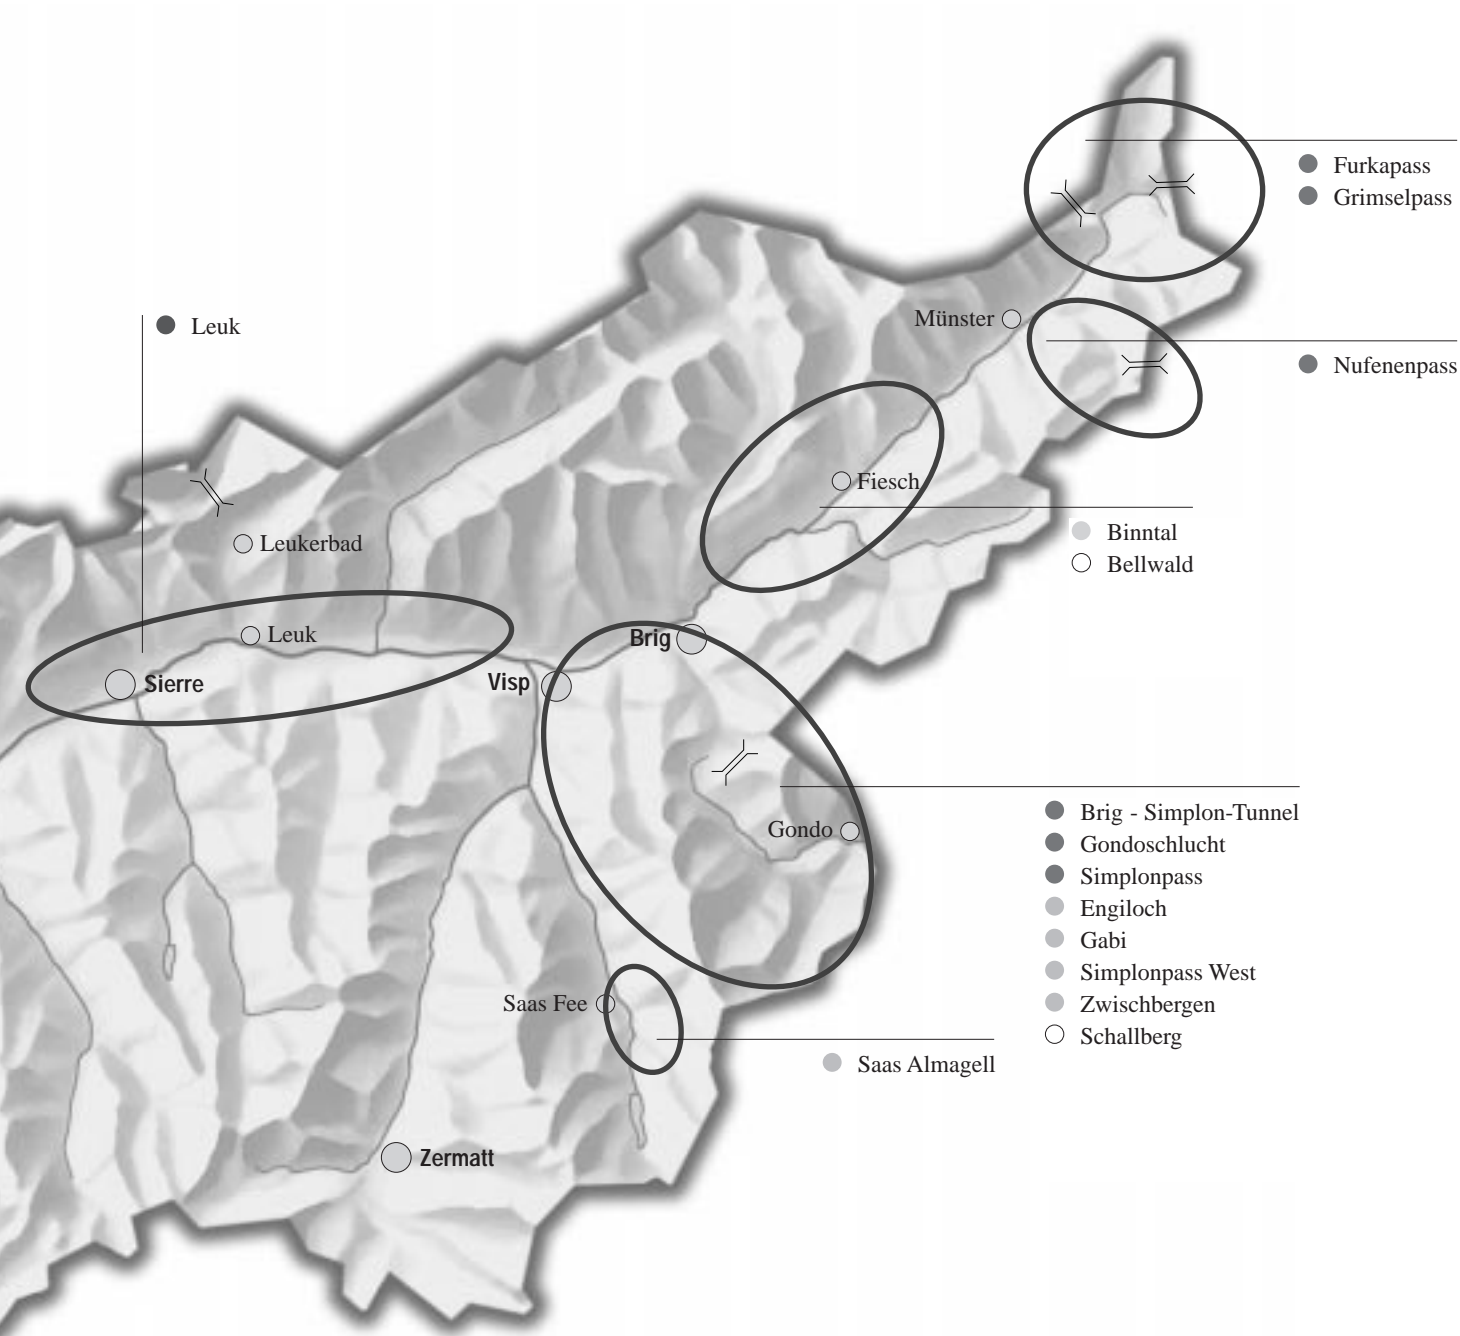 Furkapass
Grimselpass
Leuk
Münster
Nufenenpass
Fiesch
Binntal
Bellwald
Leukerbad
Leuk
Brig
Sierre
Visp
Gondo
Brig - Simplon-Tunnel
Gondoschlucht
Simplonpass
Engiloch
Gabi
Simplonpass West
Zwischbergen
Schallberg
Saas Fee
Saas Almagell
Zermatt